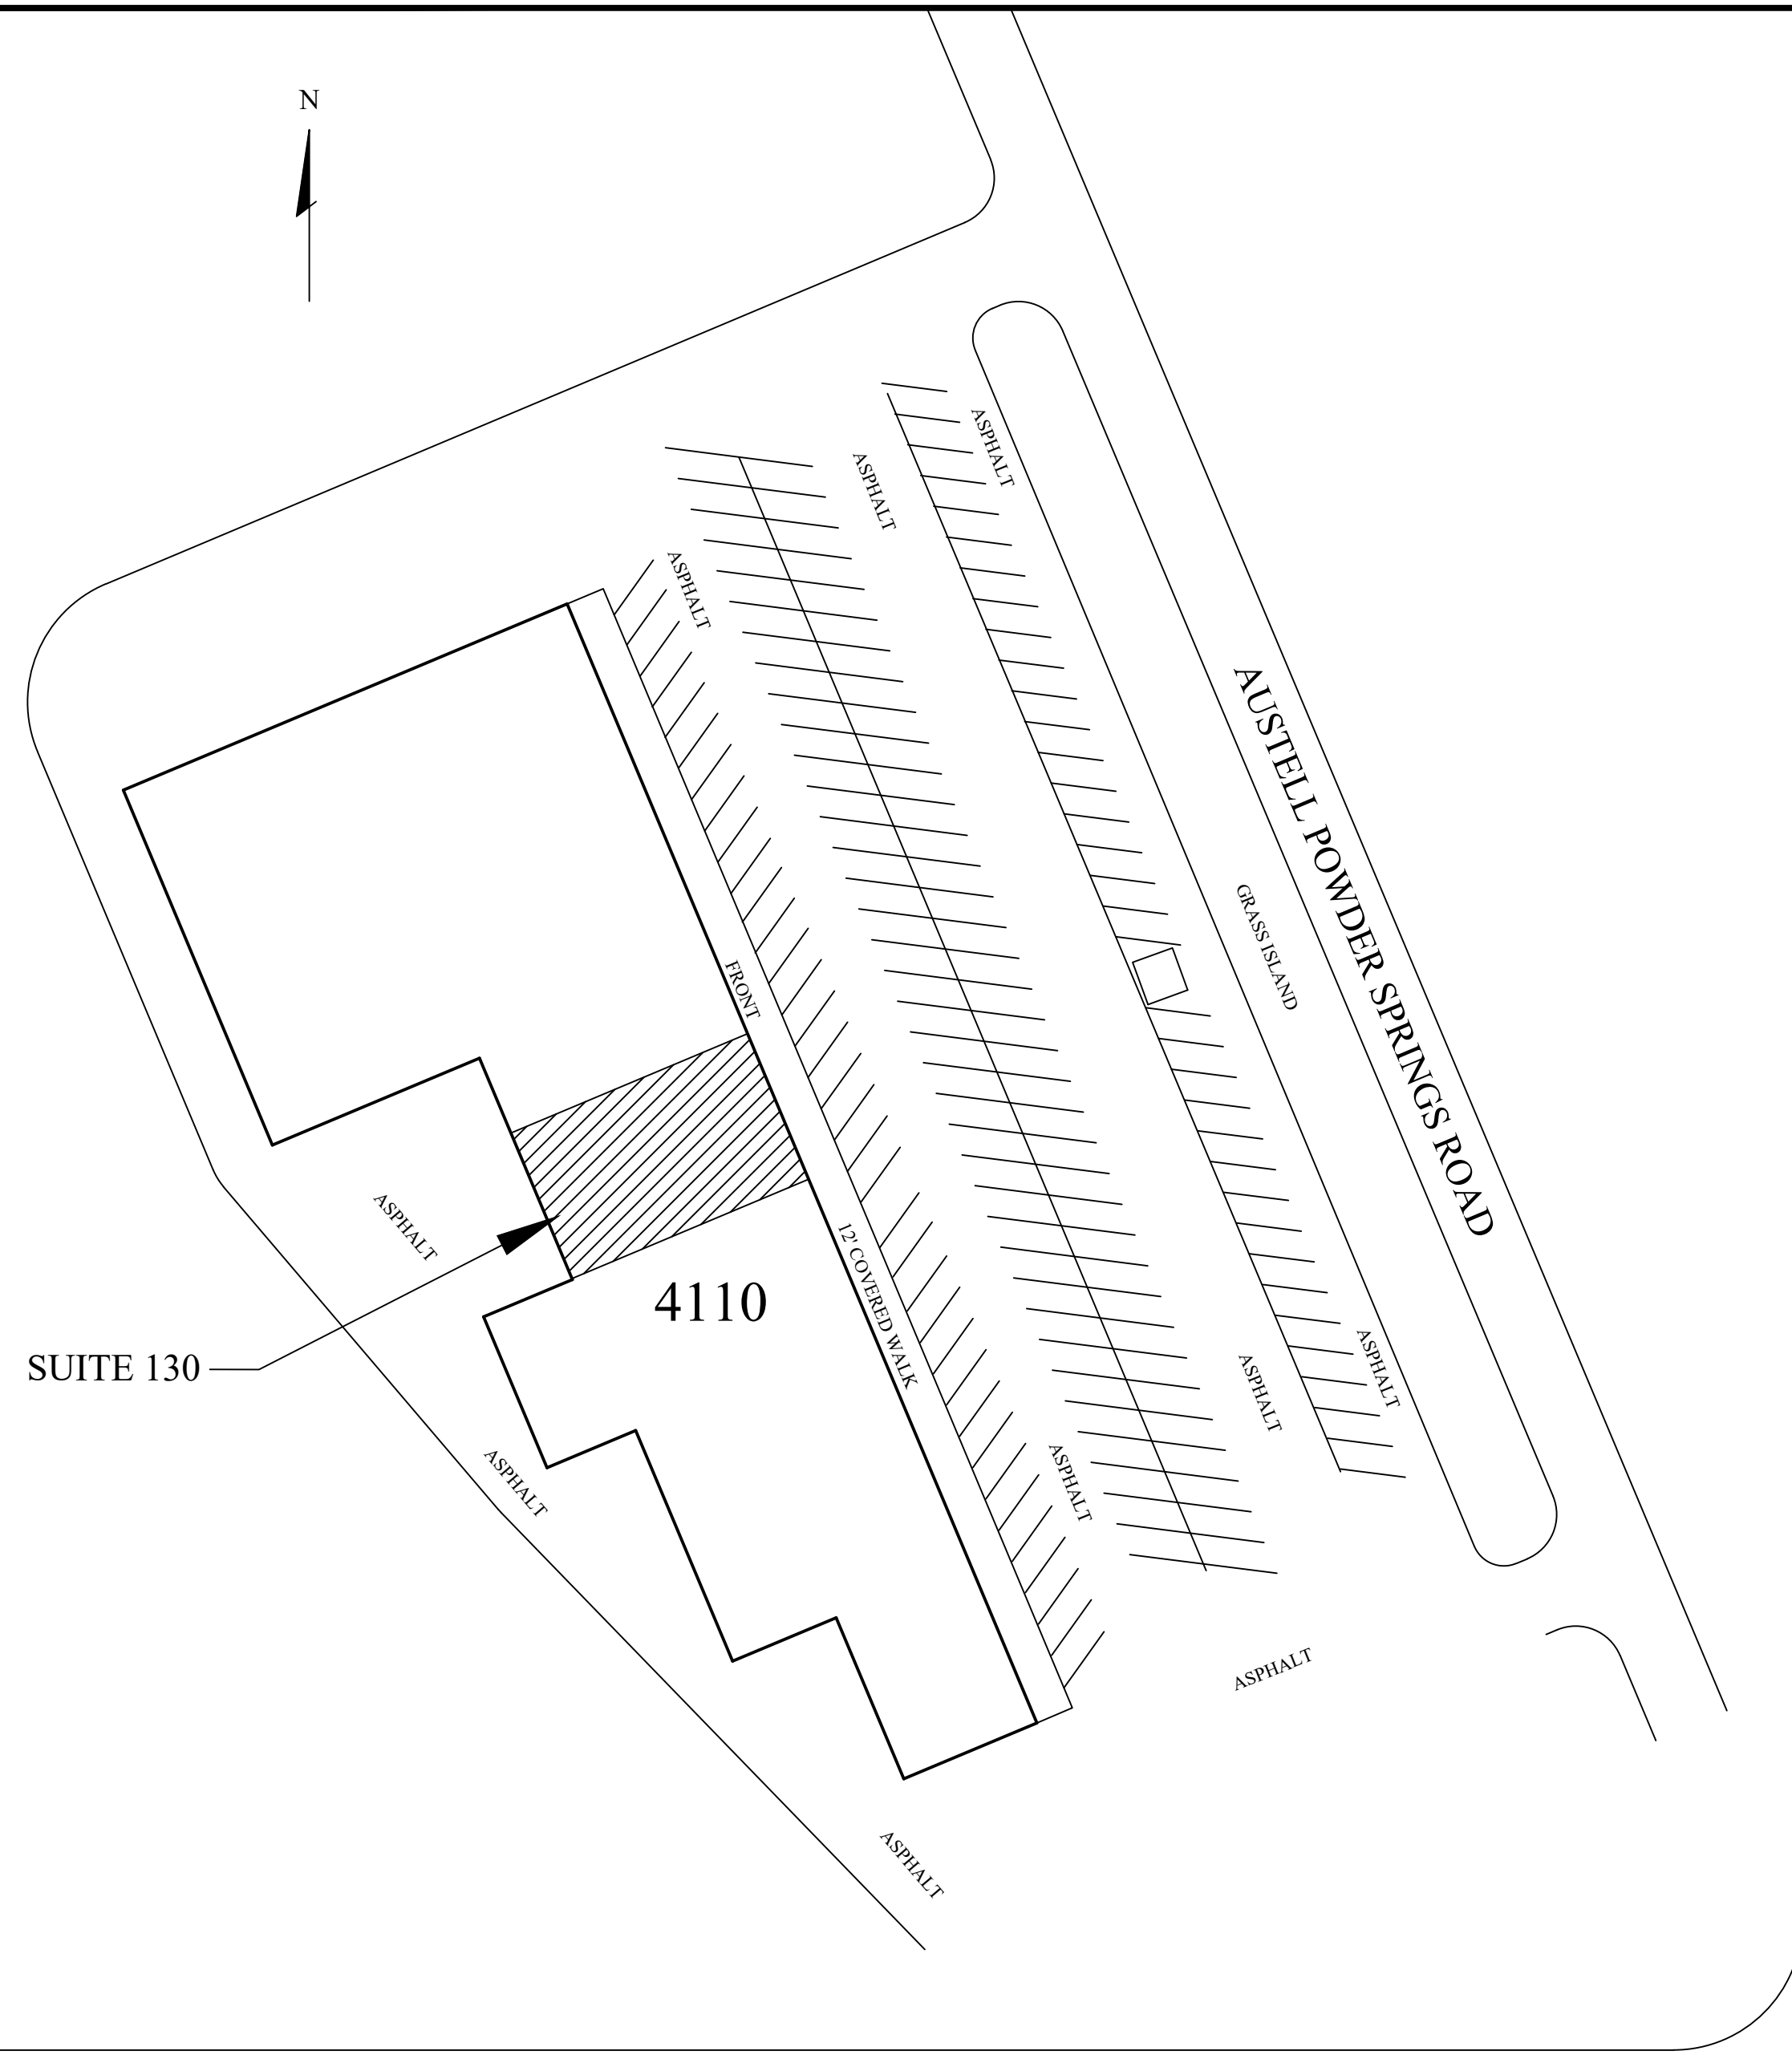 N
ASPHALT
ASPHALT
ASPHALT
AUSTELL POWDER SPRINGS ROAD
GRASS ISLAND
FRONT
ASPHALT
12' COVERED WALK
4110
SUITE 130
ASPHALT
ASPHALT
ASPHALT
ASPHALT
ASPHALT
ASPHALT